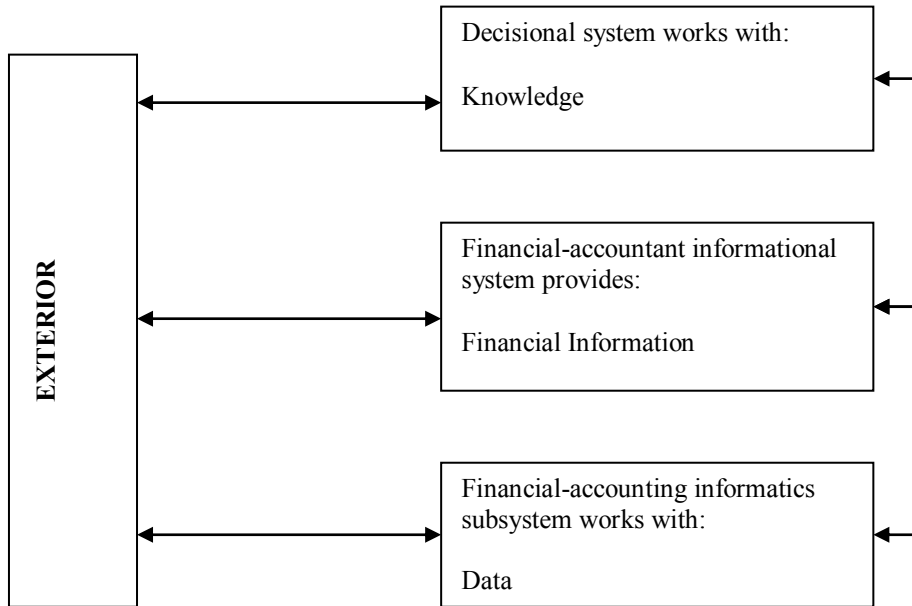 Decisional system works with:
Knowledge
EXTERIOR
Financial-accountant informational
system provides:
Financial Information
Financial-accounting informatics
subsystem works with:
Data